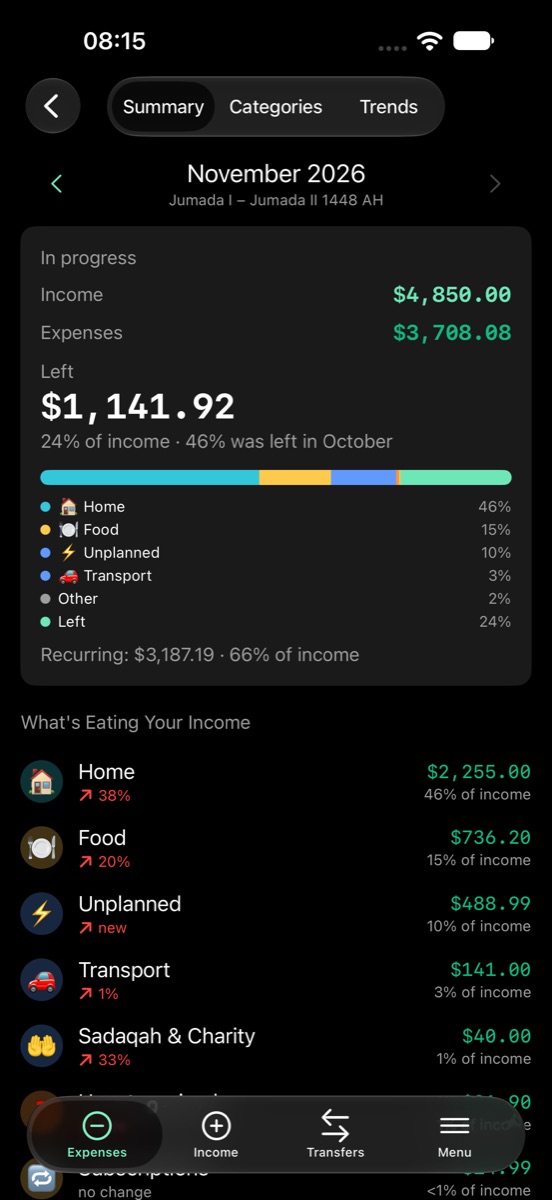 08:15
Summary Categories Trends
November 2026
Jumada I – Jumada II 1448 AH
In progress
Income $4,850.00
Expenses $3,708.08
Left
$1,141.92
24% of income · 46% was left in October
Home 46%
Food 15%
Unplanned 10%
Transport 3%
Other 2%
Left 24%
Recurring: $3,187.19 · 66% of income
What's Eating Your Income
Home $2,255.00
38% 46% of income
Food $736.20
20% 15% of income
Unplanned $488.99
new 10% of income
Transport $141.00
1% 3% of income
Sadaqah & Charity $40.00
33% 1% of income
Expenses Income Transfers Menu
Subscriptions
no change <1% of income